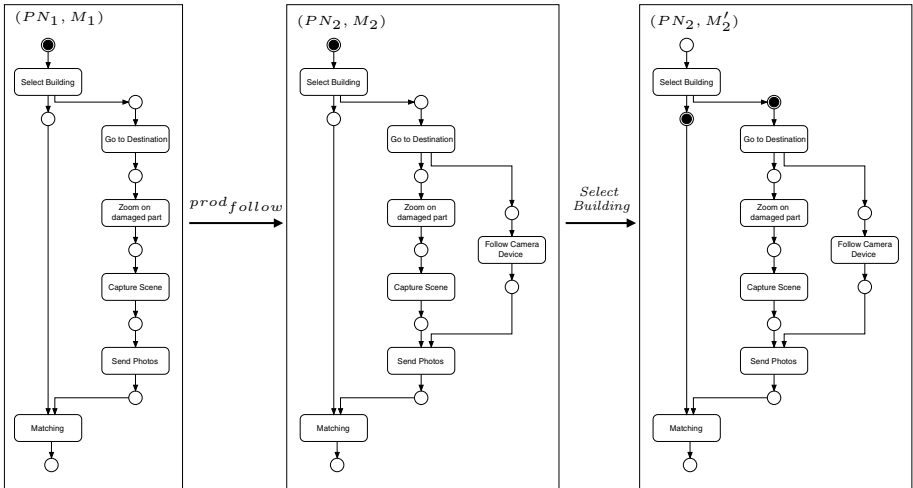 (PN₁, M₁)
Select Building
Go to Destination
Zoom on
damaged part
Capture Scene
Send Photos
Matching
prod_follow
(PN₂, M₂)
Select Building
Go to Destination
Zoom on
damaged part
Follow Camera
Device
Capture Scene
Send Photos
Matching
Select
Building
(PN₂, M₂′)
Select Building
Go to Destination
Zoom on
damaged part
Follow Camera
Device
Capture Scene
Send Photos
Matching